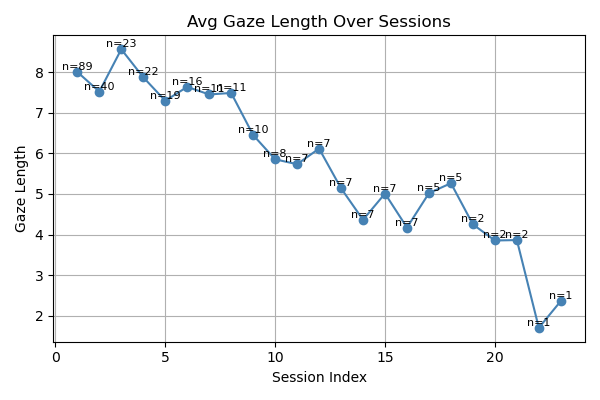 Avg Gaze Length Over Sessions
Gaze Length
8
7
6
5
4
3
2
n=89
n=40
n=23
n=22
n=19
n=16
n=11
n=11
n=10
n=8
n=7
n=7
n=7
n=7
n=7
n=7
n=5
n=5
n=2
n=2
n=2
n=1
n=1
0 5 10 15 20
Session Index